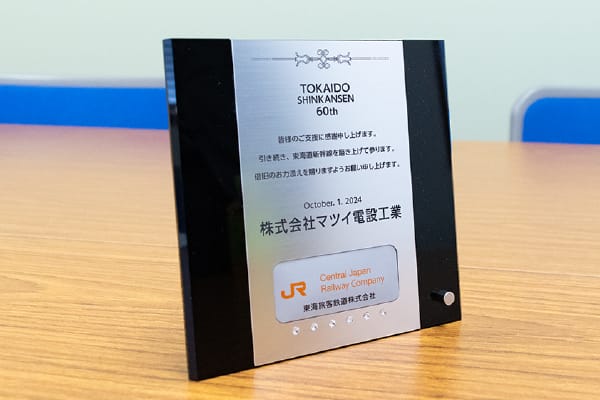 TOKAIDO
SHINKANSEN
60th
皆様のご支援に感謝申し上げます。
引き続き、東海道新幹線を磨き上げて参ります。
倍旧のお力添えを賜りますようお願い申し上げます。
October. 1. 2024
株式会社マツイ電設工業
JR Central Japan
Railway Company
東海旅客鉄道株式会社